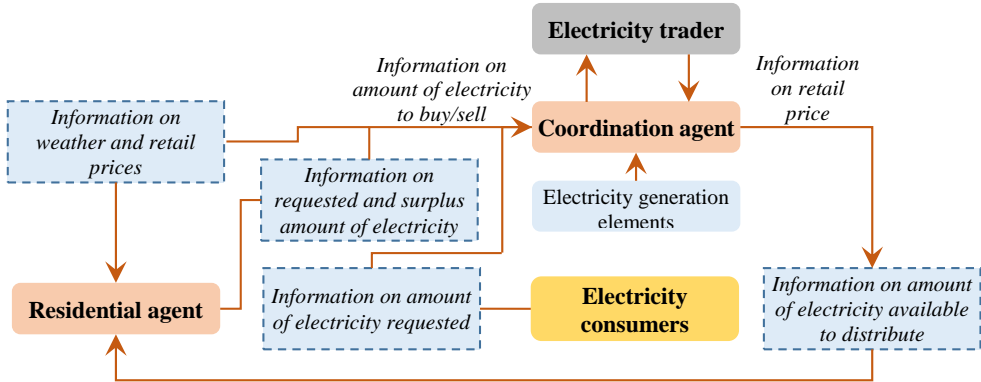 Electricity trader
Information on
amount of electricity
to buy/sell
Information
on retail
price
Information on
weather and retail
prices
Coordination agent
Information on
requested and surplus
amount of electricity
Electricity generation
elements
Residential agent
Information on amount
of electricity requested
Electricity
consumers
Information on amount
of electricity available
to distribute